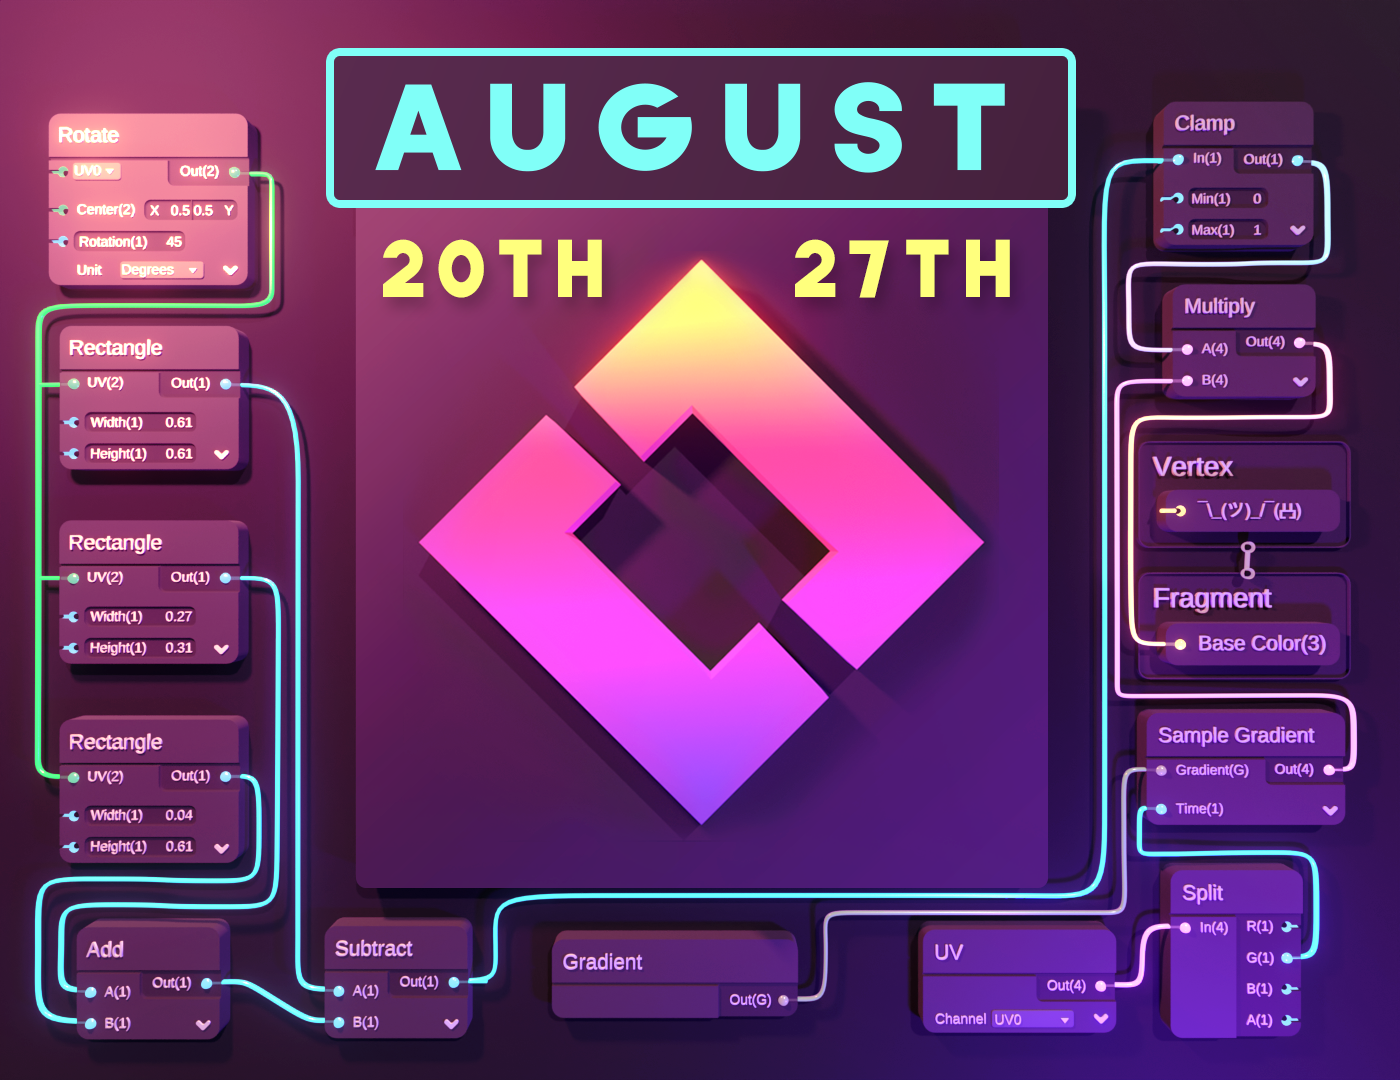 AUGUST
20TH 27TH
Rotate
UV0 Out(2)
Center(2) X 0.5 0.5 Y
Rotation(1) 45
Unit Degrees
Rectangle
UV(2) Out(1)
Width(1) 0.61
Height(1) 0.61
Rectangle
UV(2) Out(1)
Width(1) 0.27
Height(1) 0.31
Rectangle
UV(2) Out(1)
Width(1) 0.04
Height(1) 0.61
Add
Out(1)
A(1)
B(1)
Subtract
Out(1)
A(1)
B(1)
Gradient
Out(G)
UV
Out(4)
Channel UV0
Clamp
In(1) Out(1)
Min(1) 0
Max(1) 1
Multiply
A(4) Out(4)
B(4)
Vertex
¯\_(ツ)_/¯(凸)
Fragment
Base Color(3)
Sample Gradient
Gradient(G) Out(4)
Time(1)
Split
In(4) R(1)
G(1)
B(1)
A(1)